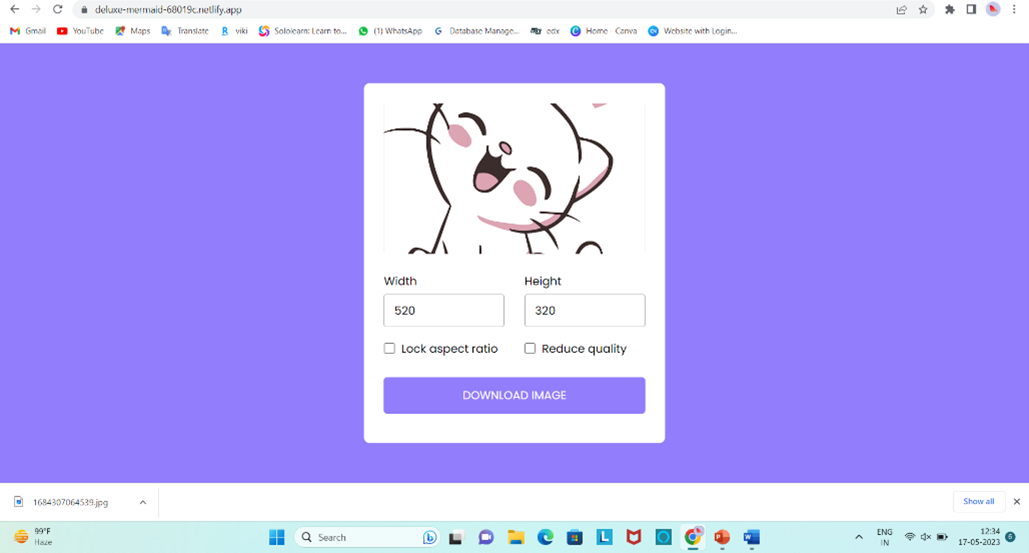 deluxe-mermaid-68019c.netlify.app
Gmail YouTube Maps Translate viki Sololearn: Learn to... (1) WhatsApp Database Manage... edx Home - Canva Website with Login...
Width Height
520 320
Lock aspect ratio Reduce quality
DOWNLOAD IMAGE
1684307064539.jpg Show all
99°F
Haze
Search
ENG
IN
12:34
17-05-2023
6